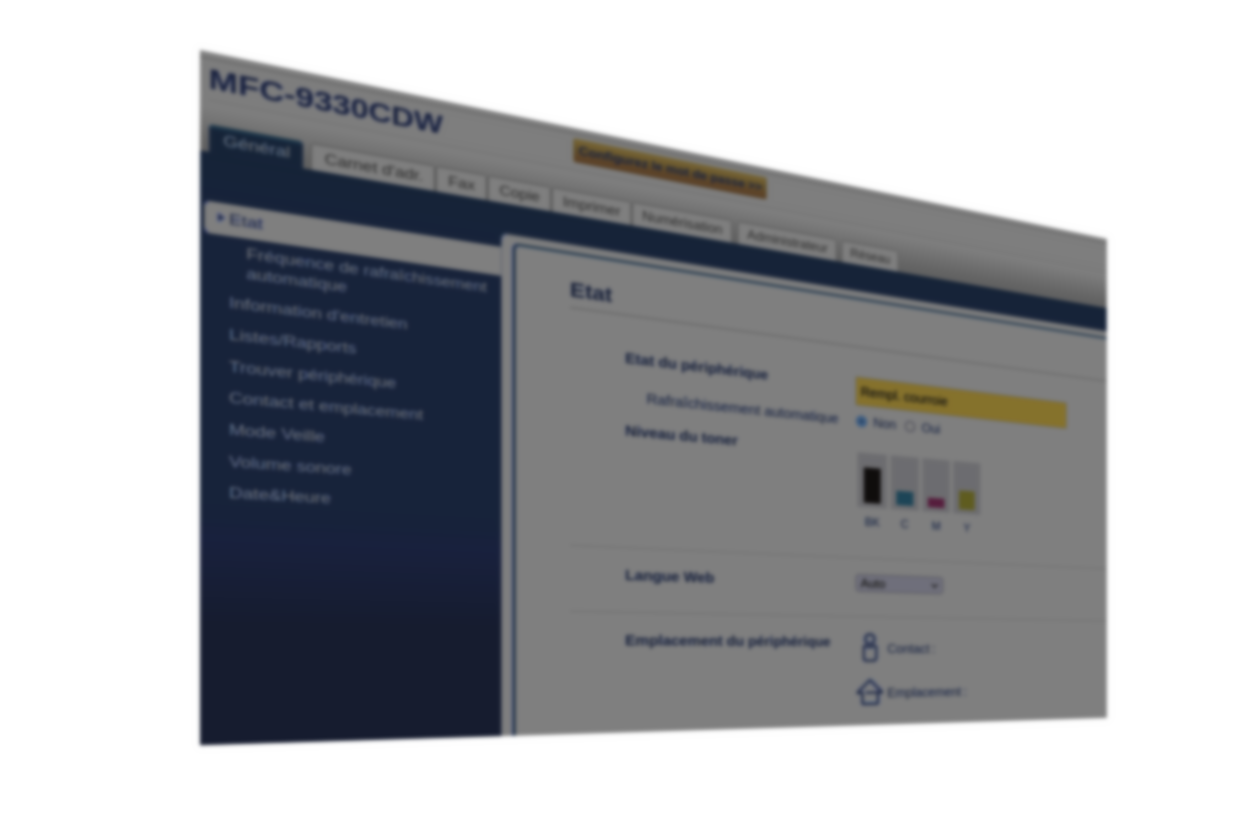 MFC-9330CDW
Configurez le mot de passe >>
Général
Carnet d'adr.
Fax
Copie
Imprimer
Numérisation
Administrateur
Réseau
Etat
Fréquence de rafraîchissement
automatique
Information d'entretien
Listes/Rapports
Trouver périphérique
Contact et emplacement
Mode Veille
Volume sonore
Date&Heure
Etat
Etat du périphérique
Rempl. courroie
Rafraîchissement automatique
Non Oui
Niveau du toner
BK C M Y
Langue Web
Auto
Emplacement du périphérique
Contact :
Emplacement :